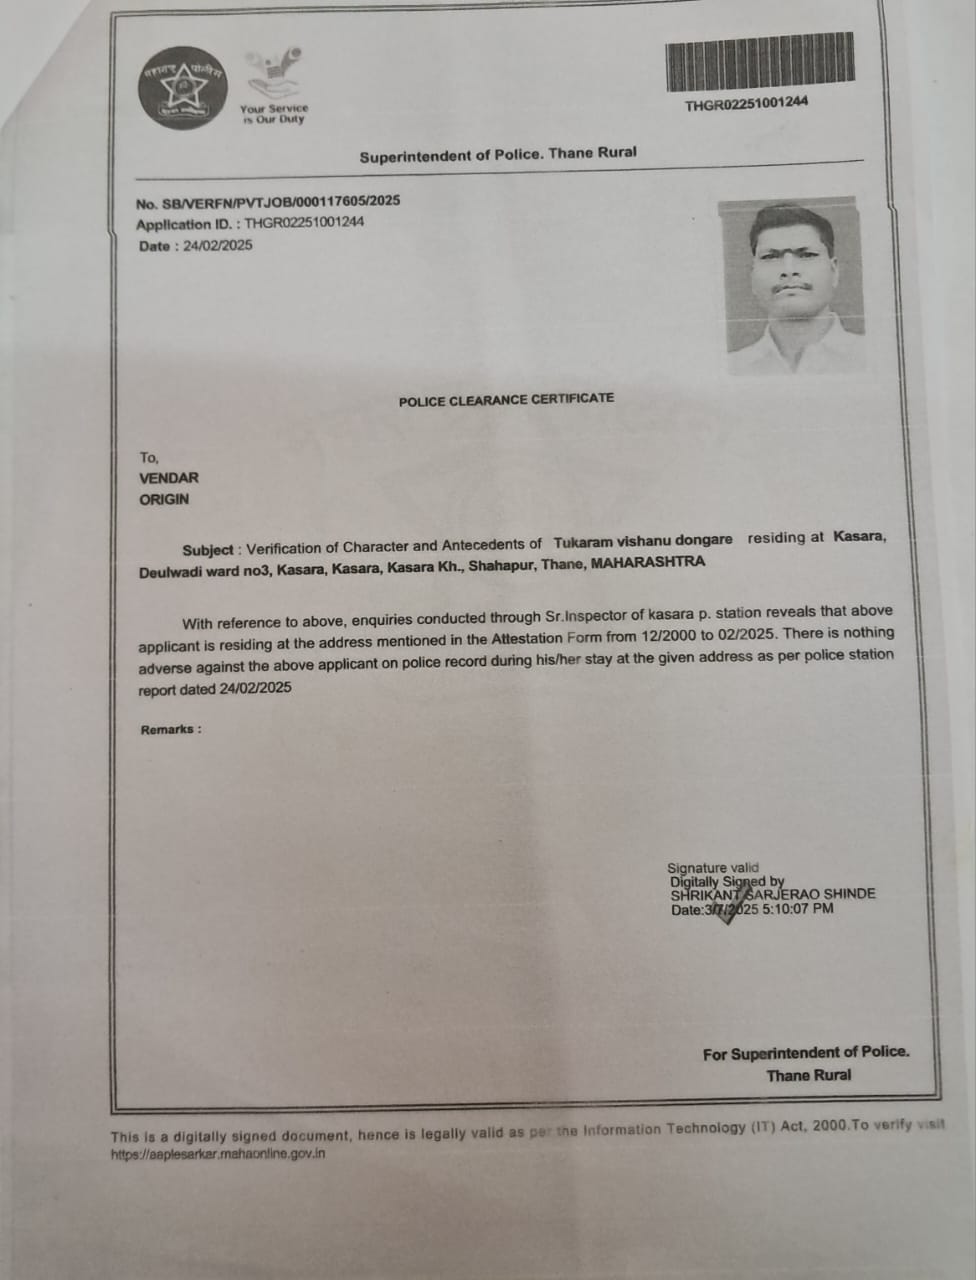 महाराष्ट्र पोलीस
Your Service
is Our Duty
THGR02251001244
Superintendent of Police. Thane Rural
No. SB/VERFN/PVTJOB/000117605/2025
Application ID. : THGR02251001244
Date : 24/02/2025
POLICE CLEARANCE CERTIFICATE
To,
VENDAR
ORIGIN
Subject : Verification of Character and Antecedents of Tukaram vishanu dongare residing at Kasara,
Deulwadi ward no3, Kasara, Kasara, Kasara Kh., Shahapur, Thane, MAHARASHTRA
With reference to above, enquiries conducted through Sr.Inspector of kasara p. station reveals that above
applicant is residing at the address mentioned in the Attestation Form from 12/2000 to 02/2025. There is nothing
adverse against the above applicant on police record during his/her stay at the given address as per police station
report dated 24/02/2025
Remarks :
Signature valid
Digitally Signed by
SHRIKANT SARJERAO SHINDE
Date:3/7/2025 5:10:07 PM
For Superintendent of Police.
Thane Rural
This is a digitally signed document, hence is legally valid as per the Information Technology (IT) Act, 2000.To verify visit
https://aaplesarkar.mahaonline.gov.in